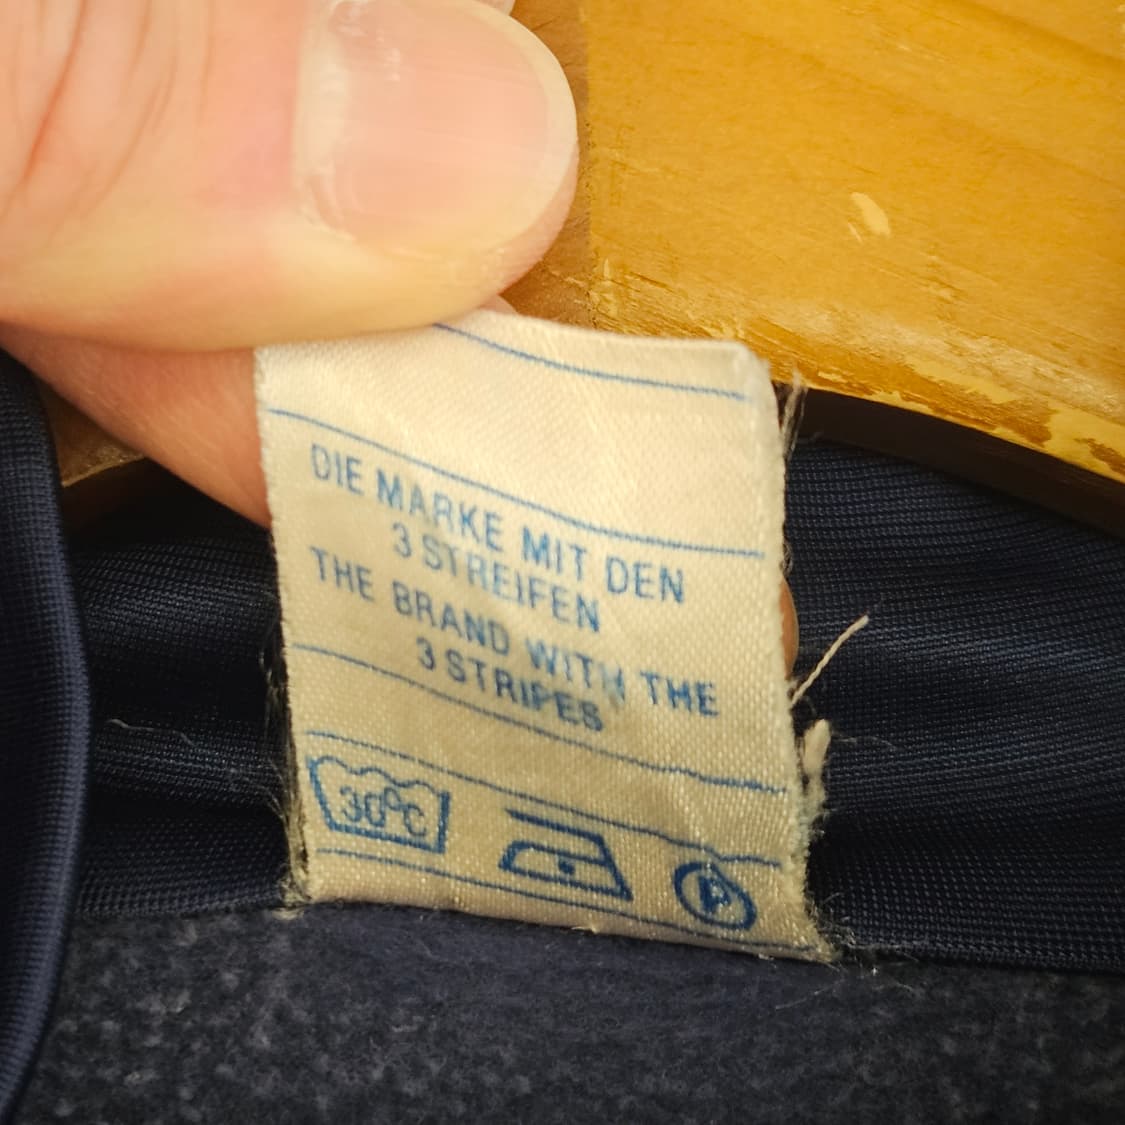 DIE MARKE MIT DEN
3 STREIFEN
THE BRAND WITH THE
3 STRIPES
30°C
P